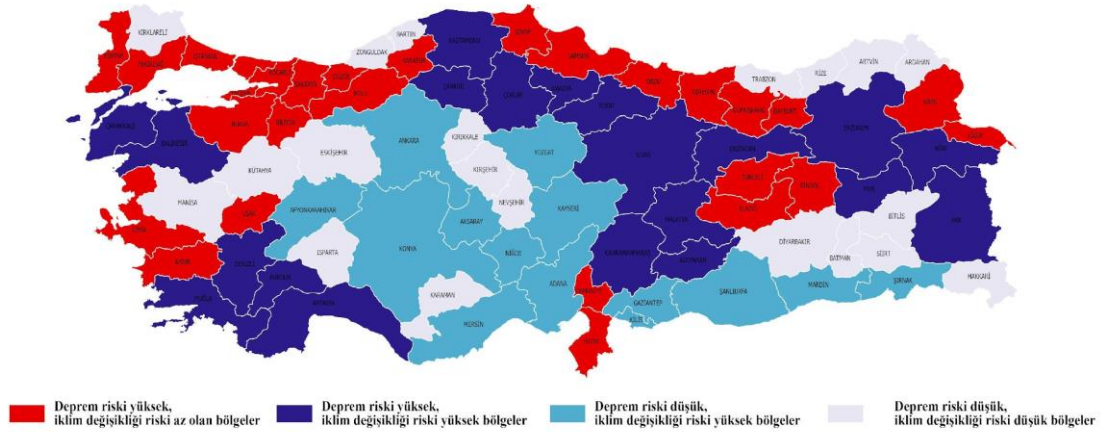 KIRKLARELİ
BARTIN
ZONGULDAK
KASTAMONU
SİNOP
SAMSUN
ARTVİN
ARDAHAN
TRABZON
RİZE
ÇANKIRI
ÇORUM
AMASYA
TOKAT
ORDU
GİRESUN
GÜMÜŞHANE
BAYBURT
ERZURUM
KARS
BOLU
BURSA
BİLECİK
ÇANAKKALE
BALIKESİR
ESKİŞEHİR
ANKARA
KIRIKKALE
YOZGAT
SİVAS
ERZİNCAN
AĞRI
IĞDIR
KÜTAHYA
KIRŞEHİR
TUNCELİ
BİNGÖL
MUŞ
MANİSA
UŞAK
AFYONKARAHİSAR
NEVŞEHİR
KAYSERİ
MALATYA
ELAZIĞ
BİTLİS
VAN
İZMİR
AKSARAY
DİYARBAKIR
BATMAN
SİİRT
AYDIN
DENİZLİ
ISPARTA
KONYA
NİĞDE
KAHRAMANMARAŞ
ADIYAMAN
HAKKARİ
BURDUR
MUĞLA
ANTALYA
KARAMAN
MERSİN
ADANA
GAZİANTEP
KİLİS
ŞANLIURFA
MARDİN
ŞIRNAK
HATAY
Deprem riski yüksek,
iklim değişikliği riski az olan bölgeler
Deprem riski yüksek,
iklim değişikliği riski yüksek bölgeler
Deprem riski düşük,
iklim değişikliği riski yüksek bölgeler
Deprem riski düşük,
iklim değişikliği riski düşük bölgeler